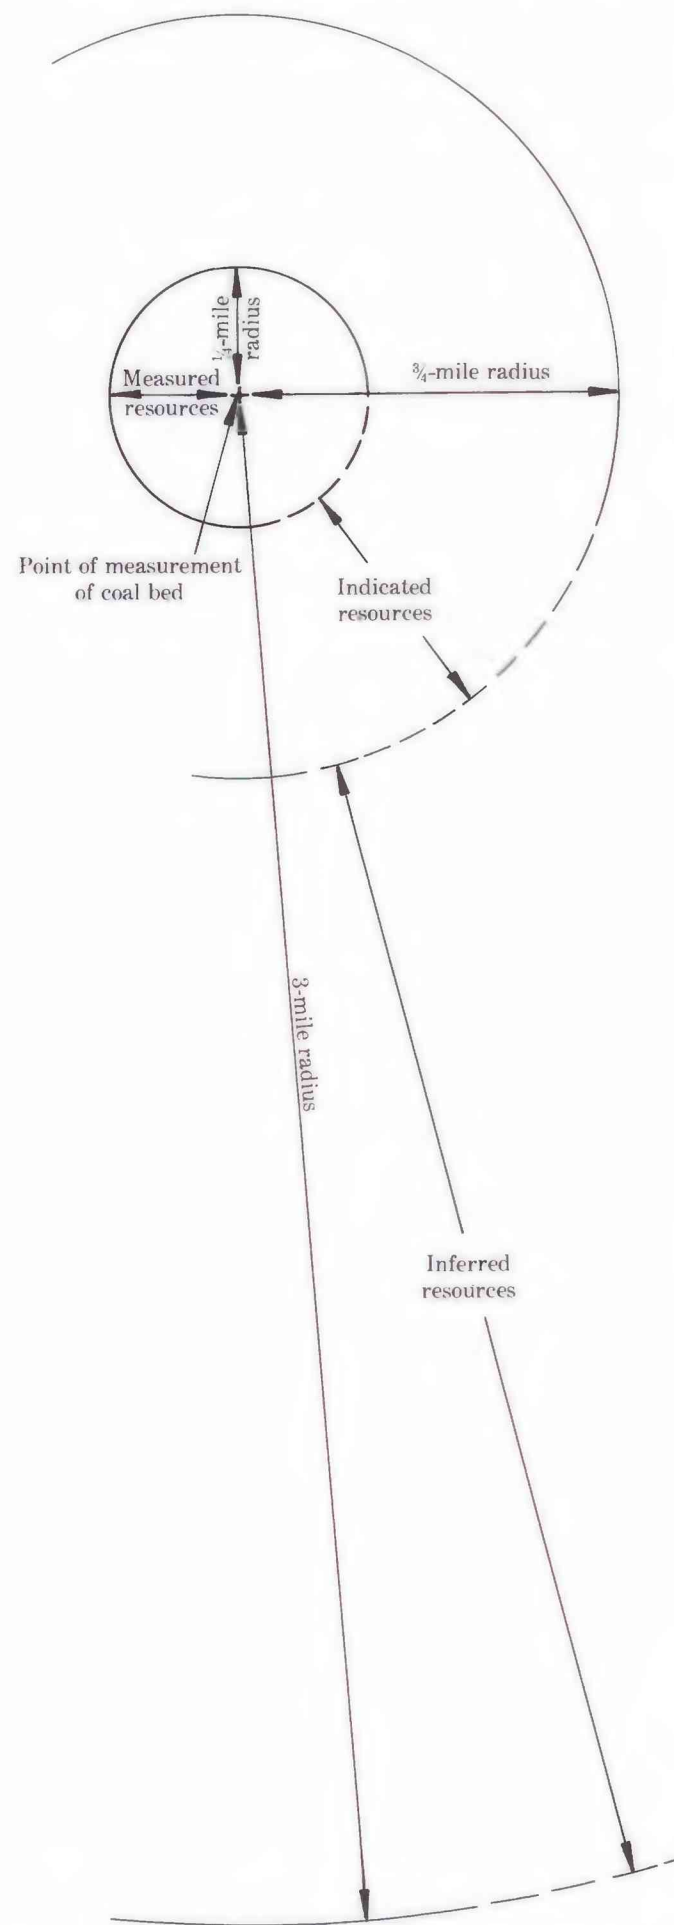 ¼-mile
radius
Measured
resources
¾-mile radius
Point of measurement
of coal bed
Indicated
resources
3-mile radius
Inferred
resources